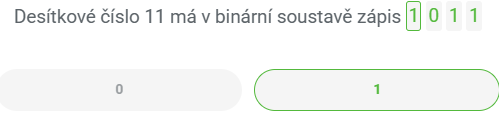 Desítkové číslo 11 má v binární soustavě zápis 1 0 1 1
0 1